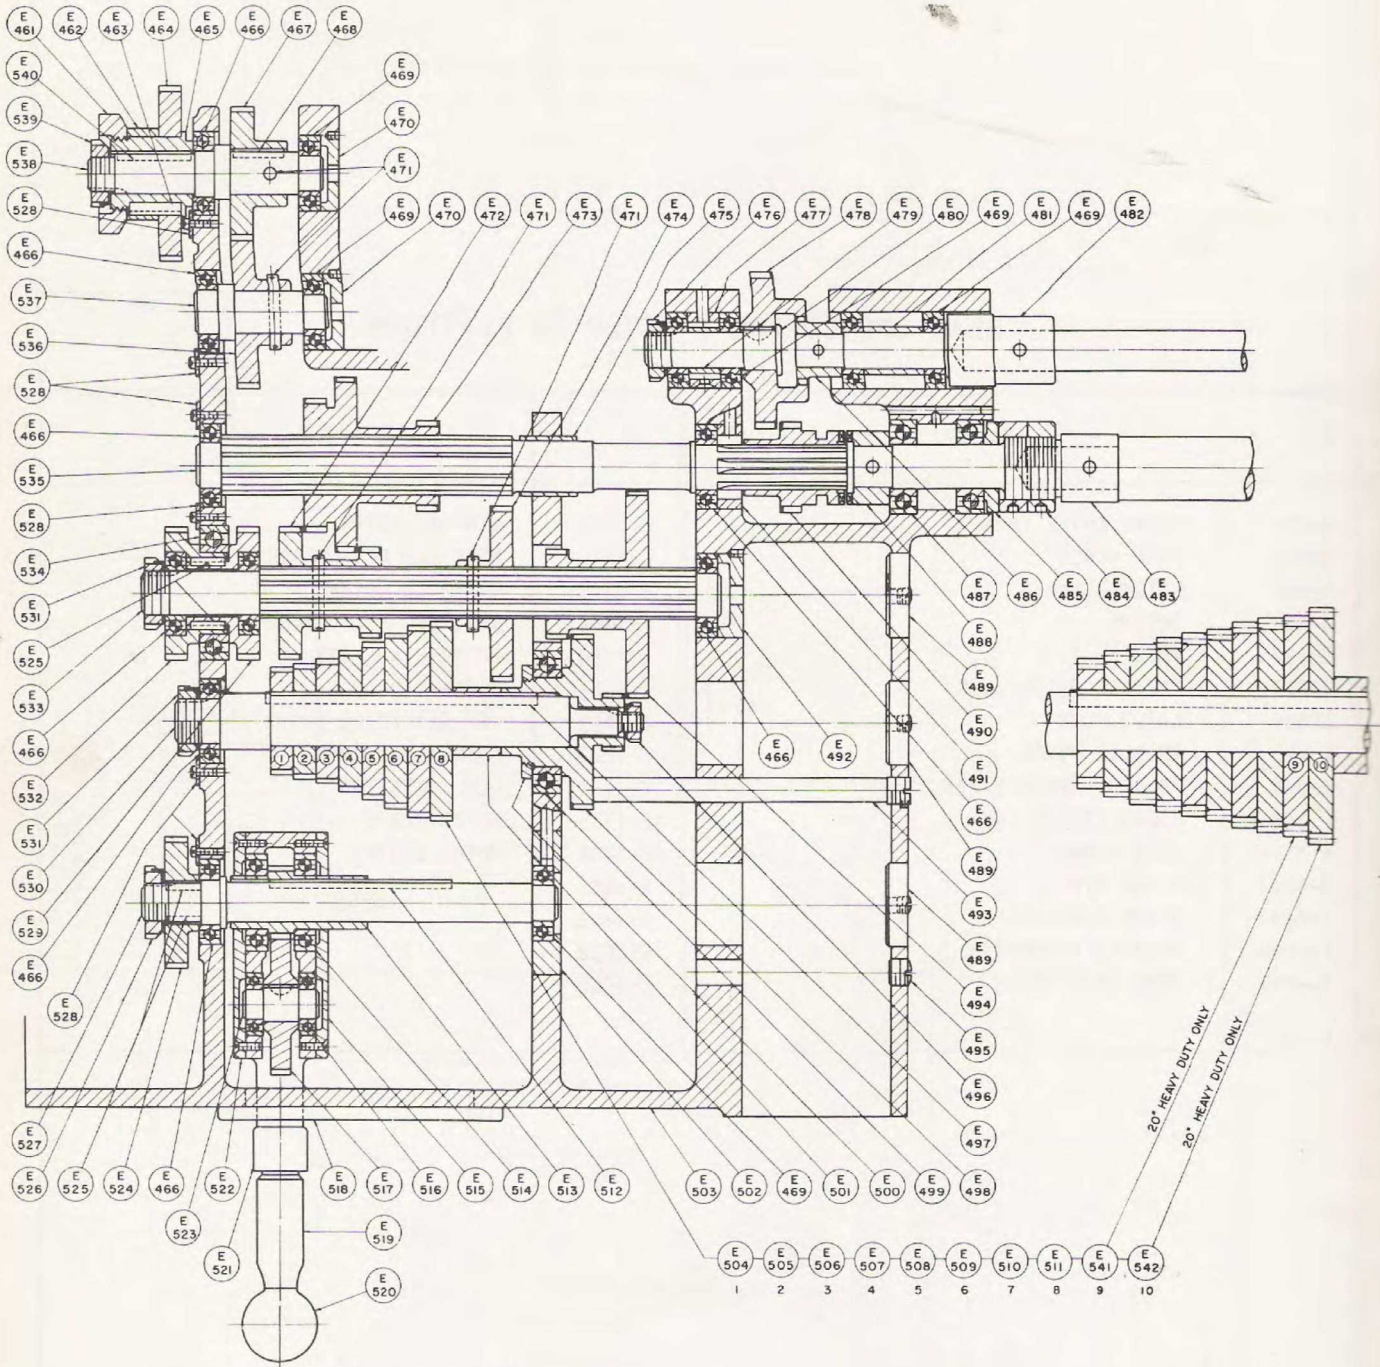 E 461
E 462
E 463
E 464
E 465
E 466
E 467
E 468
E 540
E 469
E 539
E 470
E 538
E 471
E 528
E 469
E 470
E 472
E 471
E 473
E 471
E 474
E 475
E 476
E 477
E 478
E 479
E 480
E 469
E 481
E 469
E 482
E 466
E 537
E 536
E 528
E 466
E 535
E 528
E 534
E 531
E 525
E 533
E 466
E 532
E 531
E 530
E 529
E 466
E 528
E 487
E 486
E 485
E 484
E 483
E 488
E 489
E 490
E 466
E 492
E 491
E 466
E 489
E 493
E 489
E 494
E 495
E 496
E 497
1 2 3 4 5 6 7 8
9 10
20" HEAVY DUTY ONLY
20" HEAVY DUTY ONLY
E 527
E 526
E 525
E 524
E 466
E 522
E 518
E 517
E 516
E 515
E 514
E 513
E 512
E 503
E 502
E 469
E 501
E 500
E 499
E 498
E 523
E 521
E 519
E 520
E 504
E 505
E 506
E 507
E 508
E 509
E 510
E 511
E 541
E 542
1 2 3 4 5 6 7 8 9 10